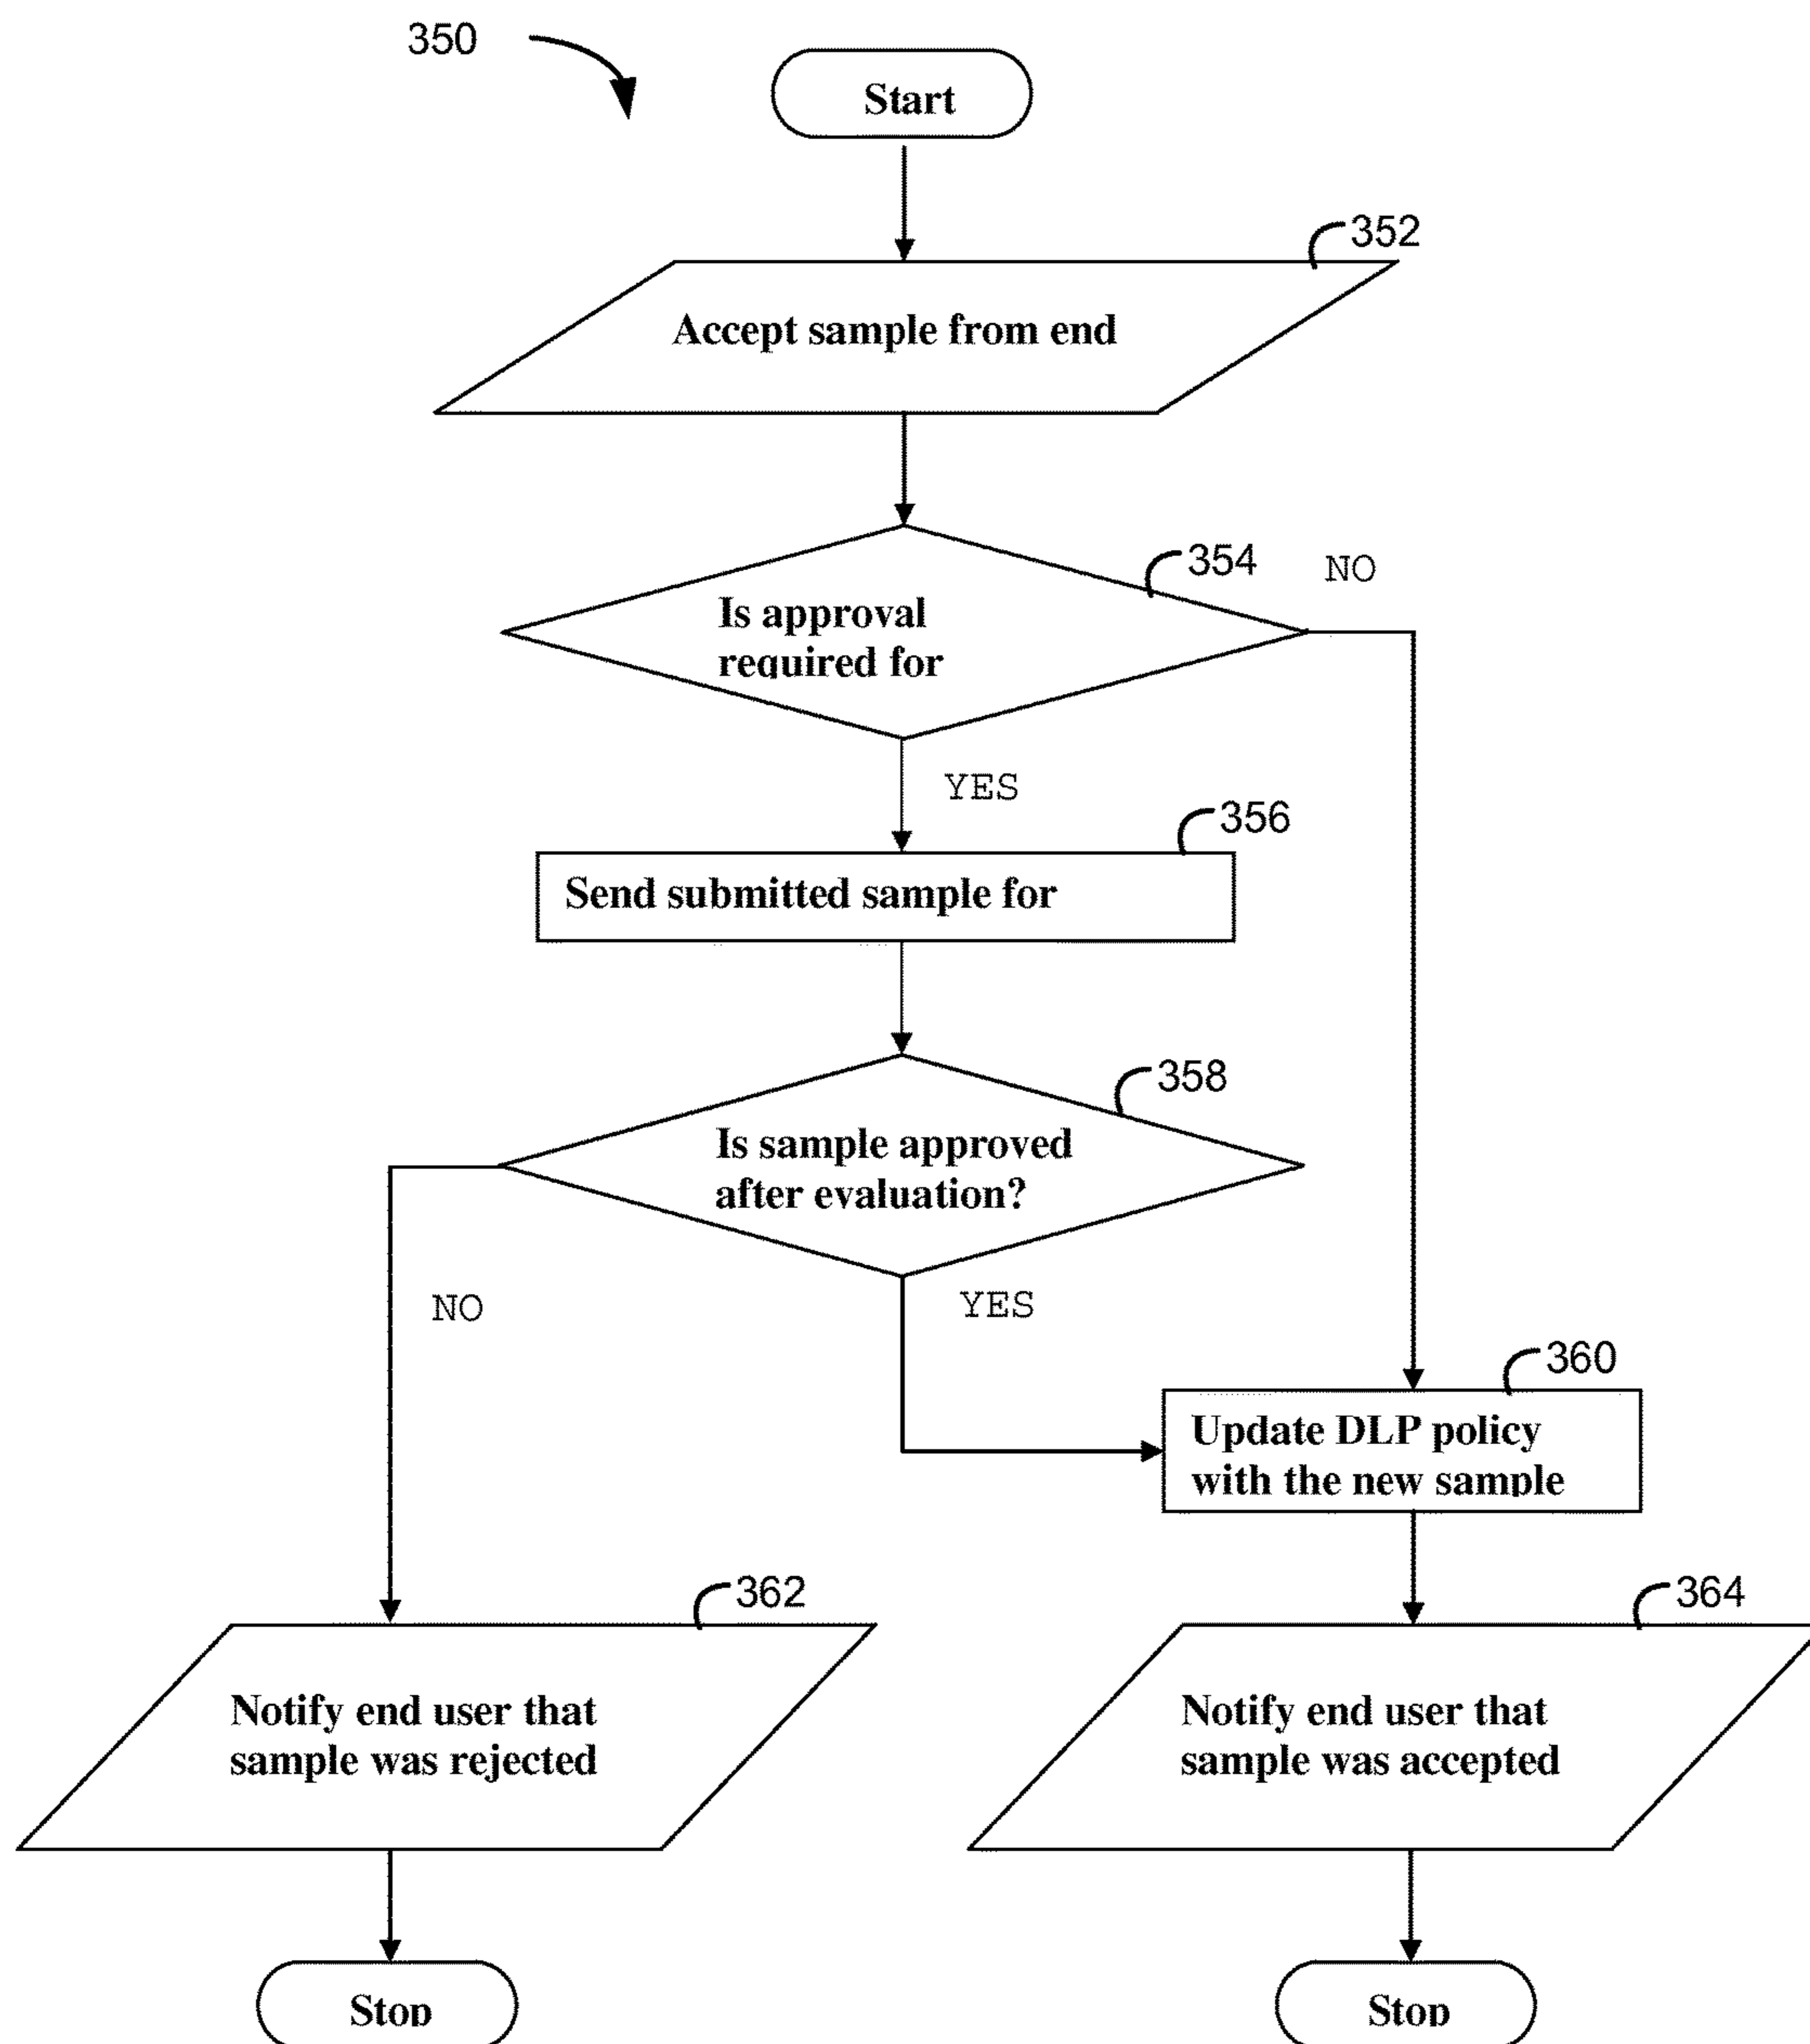 350
Start
352
Accept sample from end
354
NO
Is approval
required for
YES
356
Send submitted sample for
358
Is sample approved
after evaluation?
NO
YES
360
Update DLP policy
with the new sample
362
364
Notify end user that
sample was rejected
Notify end user that
sample was accepted
Stop
Stop